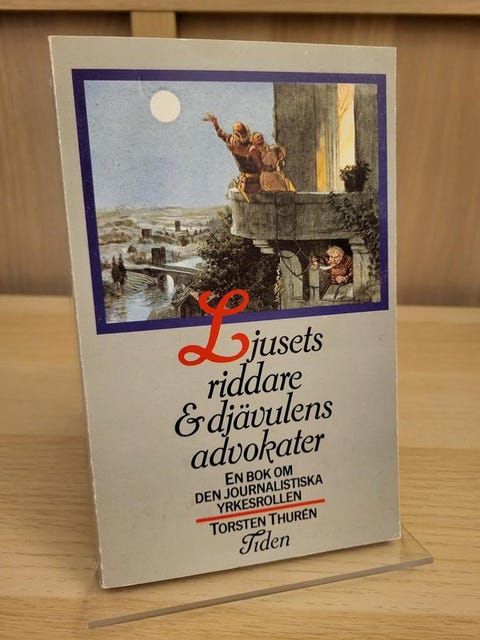 Ljusets
riddare
& djävulens
advokater
EN BOK OM
DEN JOURNALISTISKA
YRKESROLLEN
TORSTEN THURÉN
Tiden